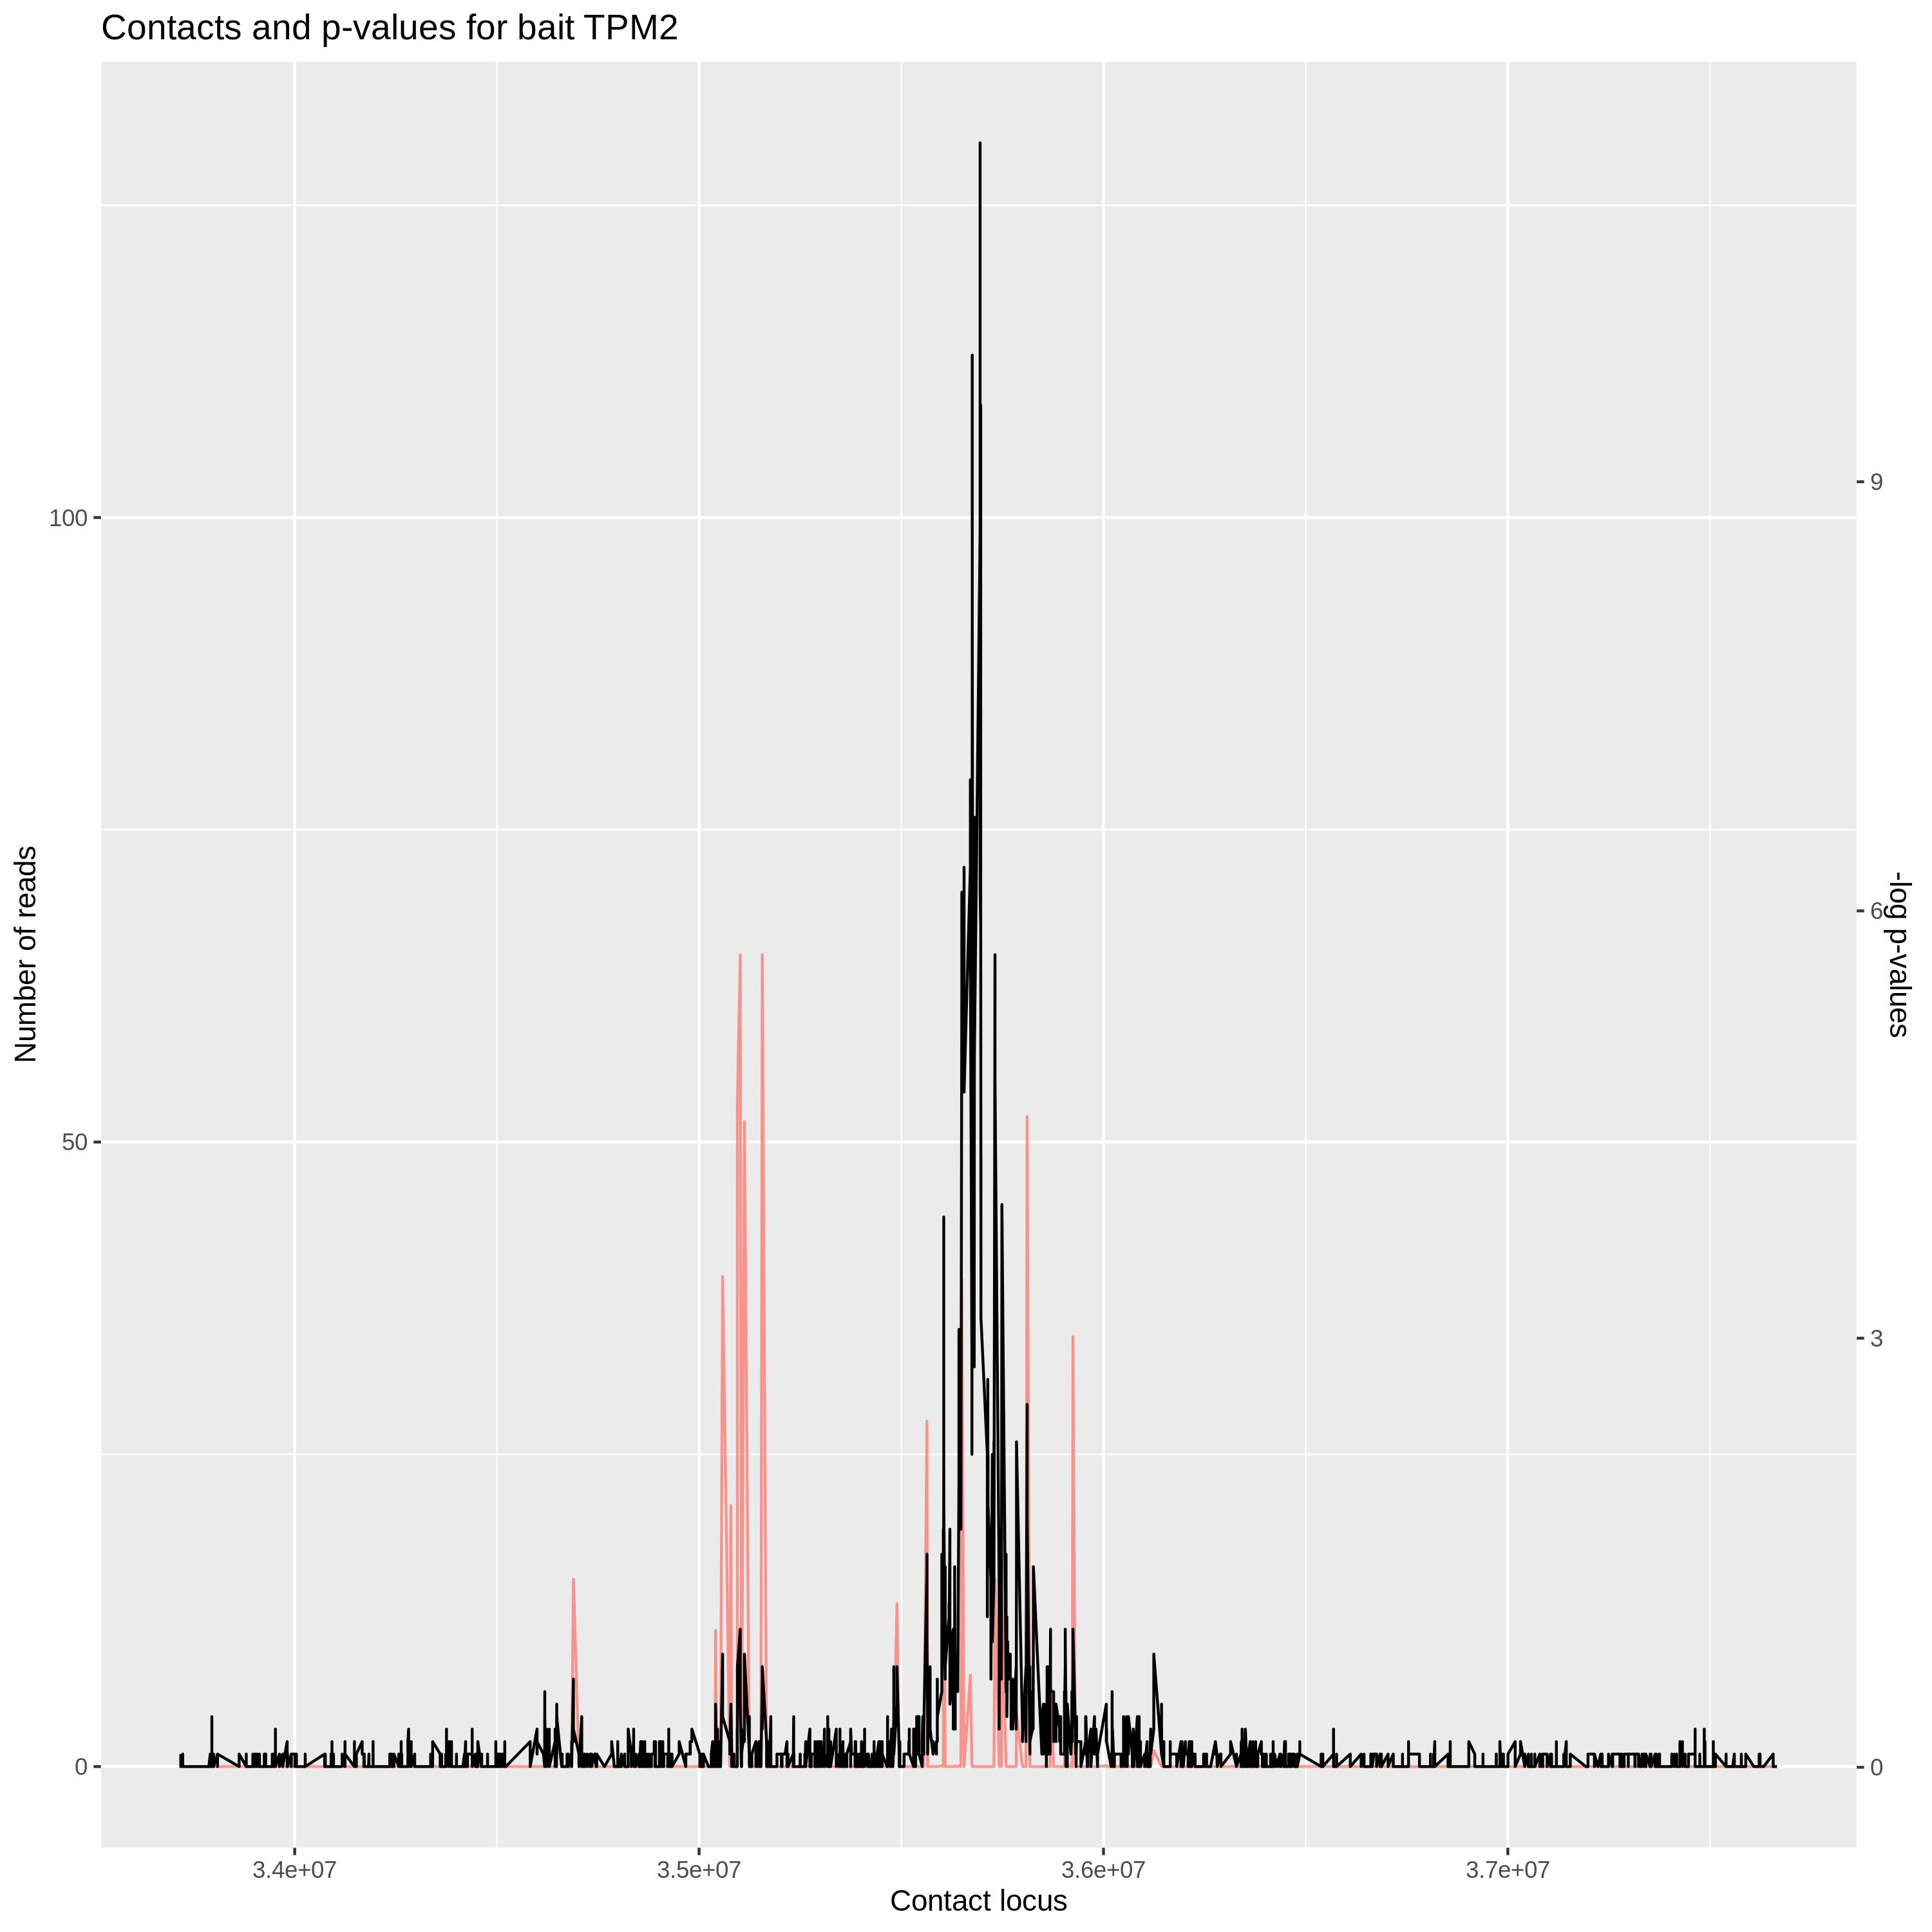 Contacts and p-values for bait TPM2
Number of reads
100
50
0
9
6
3
0
-log p-values
3.4e+07
3.5e+07
3.6e+07
3.7e+07
Contact locus